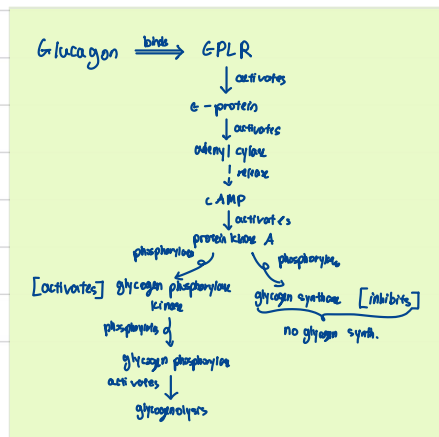 Glucagon binds GPLR
activates
G-protein
activates
adenyl cylase
release
cAMP
activates
protein kinase A
phosphorylates phosphorylates
[activates] glycogen phosphorylase glycogen synthase [inhibits]
kinase
no glycogen synth.
phosphorylates
glycogen phosphorylase
activates
glycogenolysis